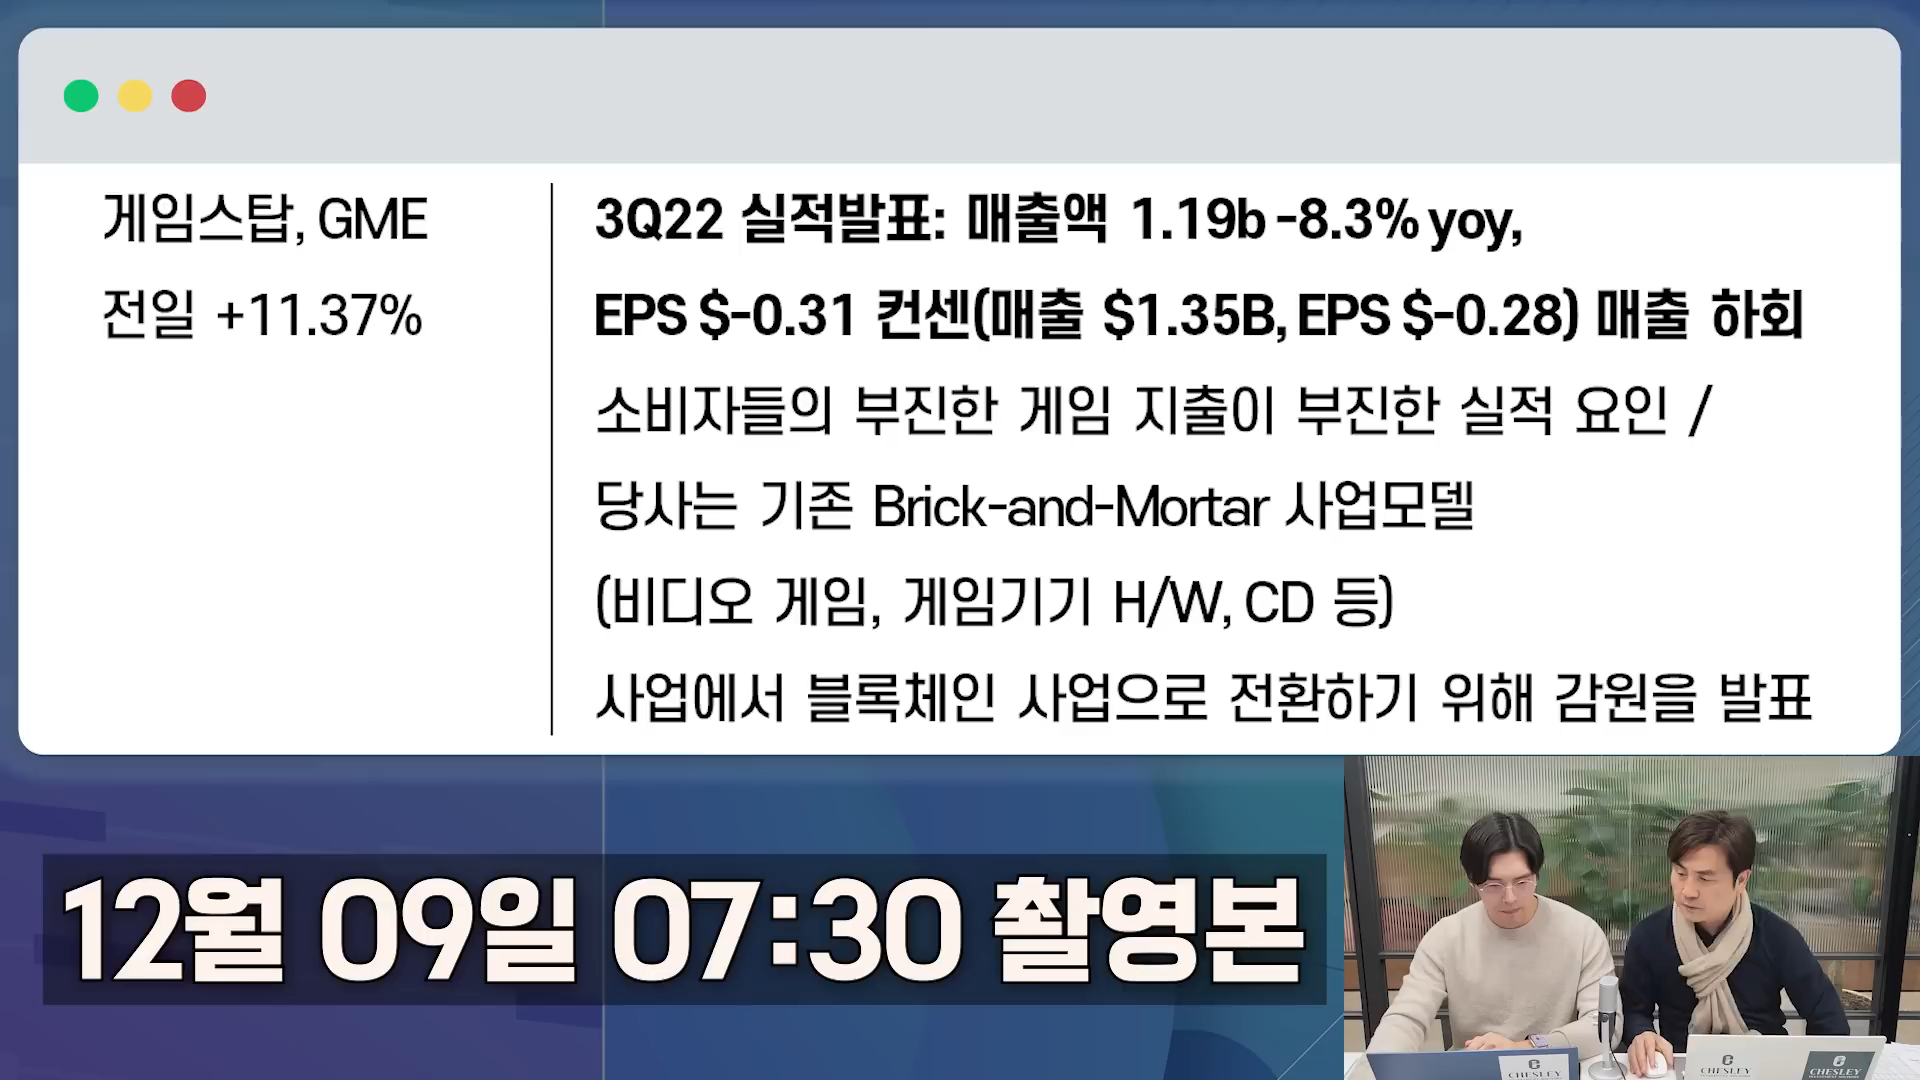 게임스탑, GME
전일 +11.37%
3Q22 실적발표: 매출액 1.19b -8.3% yoy,
EPS $-0.31 컨센(매출 $1.35B, EPS $-0.28) 매출 하회
소비자들의 부진한 게임 지출이 부진한 실적 요인 /
당사는 기존 Brick-and-Mortar 사업모델
(비디오 게임, 게임기기 H/W, CD 등)
사업에서 블록체인 사업으로 전환하기 위해 감원을 발표
12월 09일 07:30 촬영본
CHESLEY
CHESLEY
CHESLEY